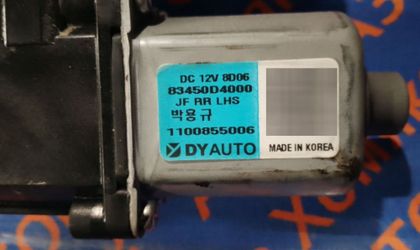 DC 12V 8D06
83450D4000
JF RR LHS
박용규
1100855006
DYAUTO
MADE IN KOREA